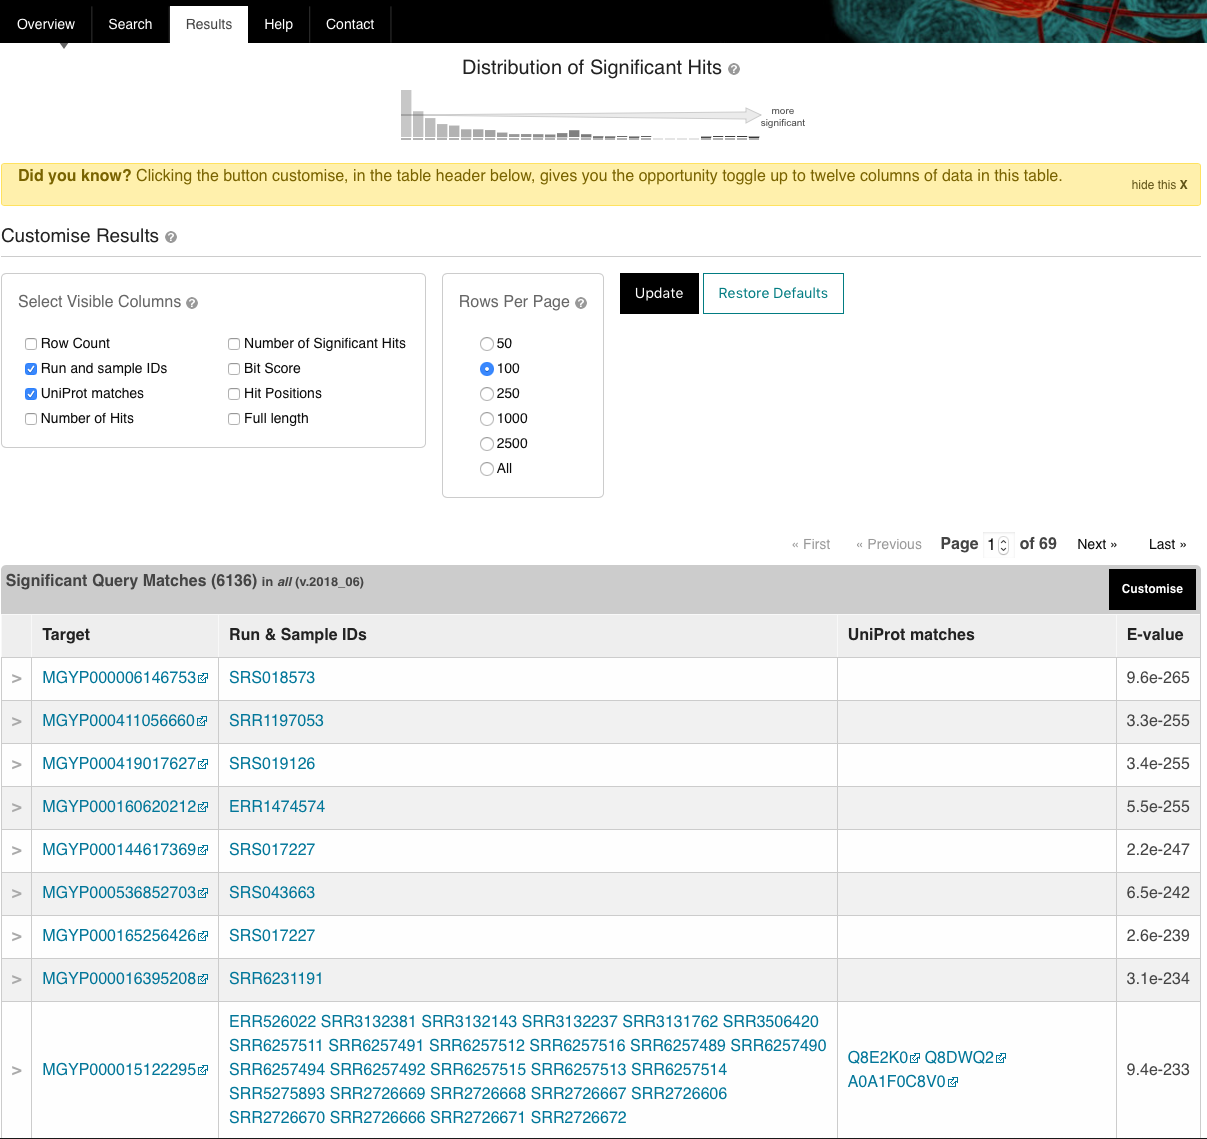 Overview Search Results Help Contact
Distribution of Significant Hits ?
more
significant
Did you know? Clicking the button customise, in the table header below, gives you the opportunity toggle up to twelve columns of data in this table.
hide this X
Customise Results ?
Select Visible Columns ?
Row Count
Run and sample IDs
UniProt matches
Number of Hits
Number of Significant Hits
Bit Score
Hit Positions
Full length
Rows Per Page ?
50
100
250
1000
2500
All
Update Restore Defaults
« First « Previous Page 1 of 69 Next » Last »
Significant Query Matches (6136) in all (v.2018_06) Customise
Target Run & Sample IDs UniProt matches E-value
> MGYP000006146753 SRS018573 9.6e-265
> MGYP000411056660 SRR1197053 3.3e-255
> MGYP000419017627 SRS019126 3.4e-255
> MGYP000160620212 ERR1474574 5.5e-255
> MGYP000144617369 SRS017227 2.2e-247
> MGYP000536852703 SRS043663 6.5e-242
> MGYP000165256426 SRS017227 2.6e-239
> MGYP000016395208 SRR6231191 3.1e-234
> MGYP000015122295
ERR526022 SRR3132381 SRR3132143 SRR3132237 SRR3131762 SRR3506420
SRR6257511 SRR6257491 SRR6257512 SRR6257516 SRR6257489 SRR6257490
SRR6257494 SRR6257492 SRR6257515 SRR6257513 SRR6257514
SRR5275893 SRR2726669 SRR2726668 SRR2726667 SRR2726606
SRR2726670 SRR2726666 SRR2726671 SRR2726672
Q8E2K0 Q8DWQ2
A0A1F0C8V0
9.4e-233